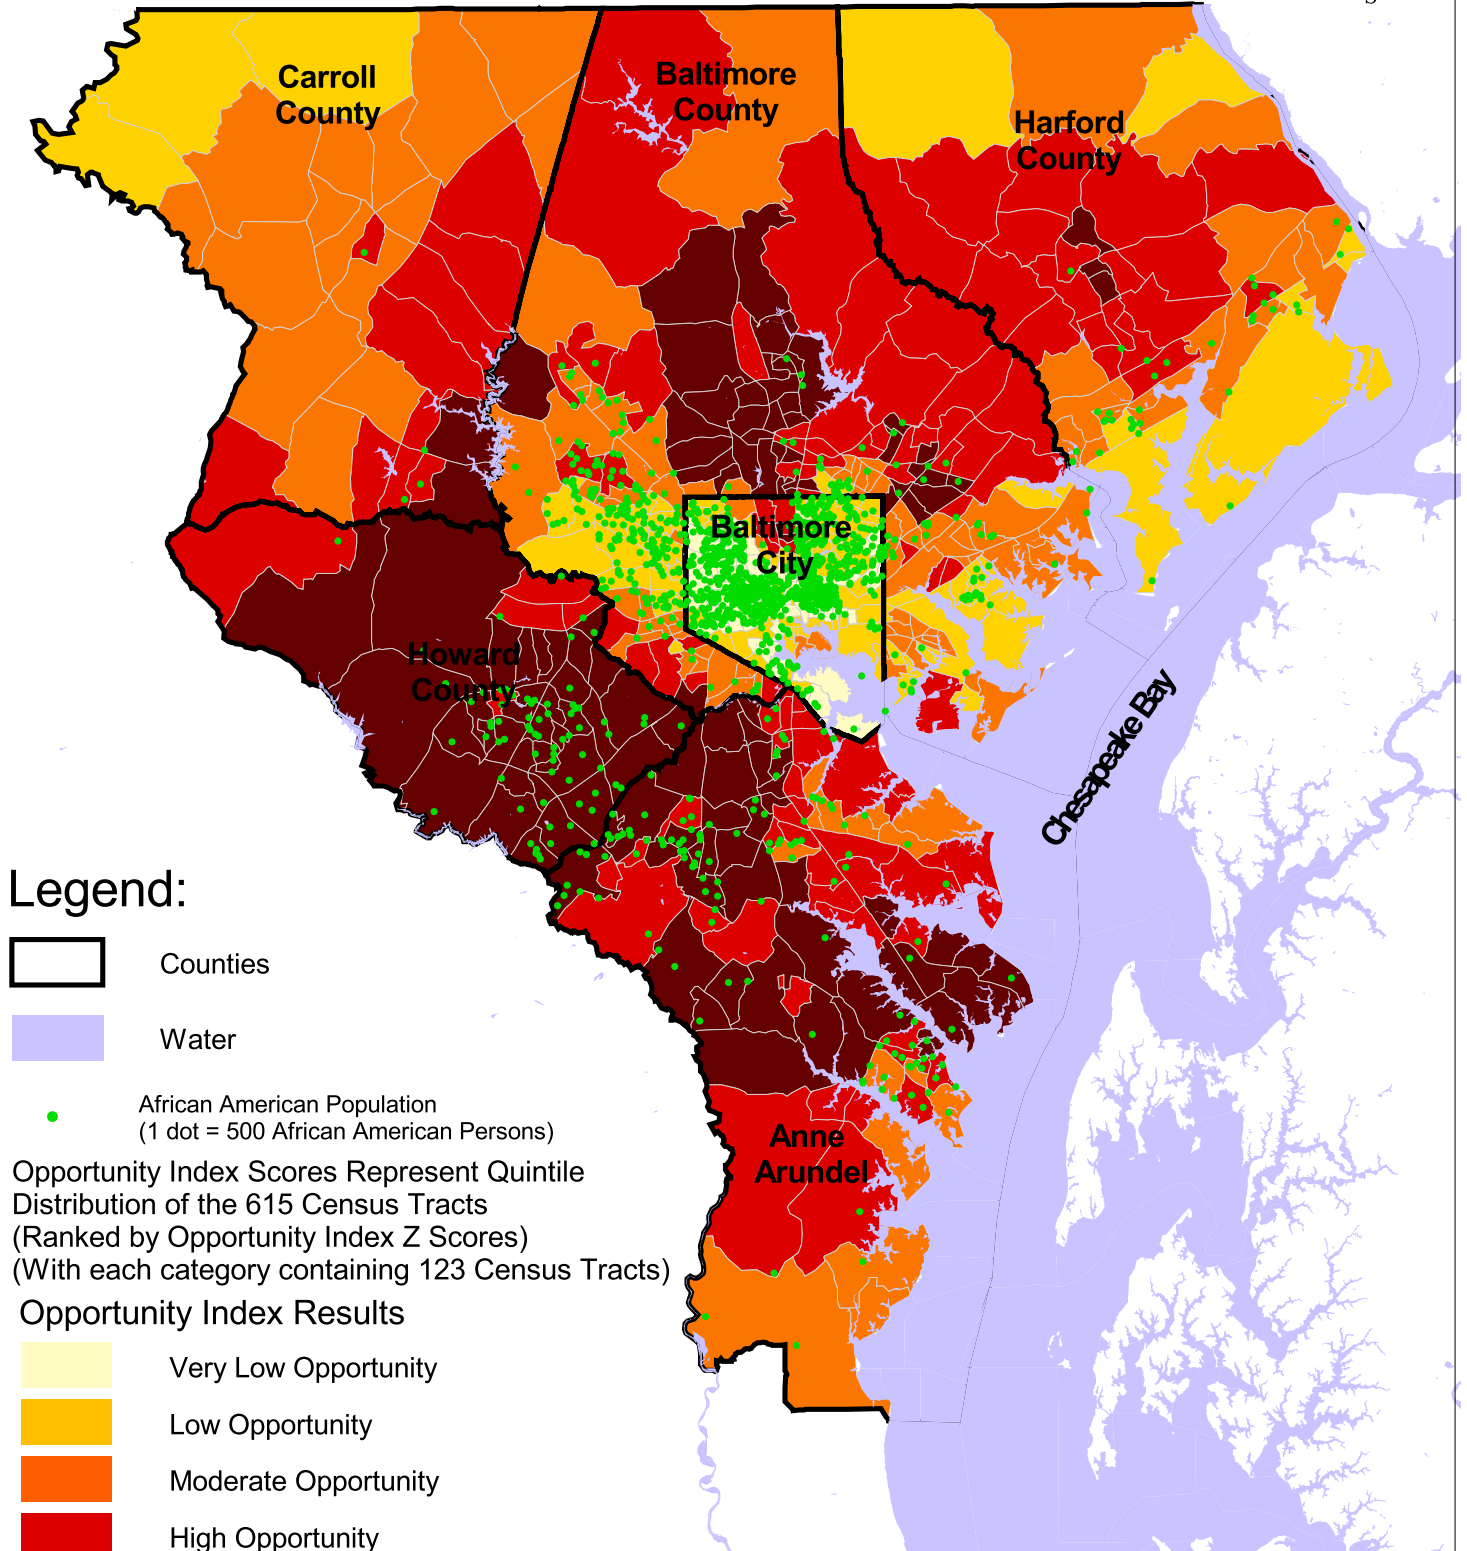 Carroll
County
Baltimore
County
Harford
County
Baltimore
City
Howard
County
Chesapeake Bay
Anne
Arundel
Legend:
Counties
Water
African American Population
(1 dot = 500 African American Persons)
Opportunity Index Scores Represent Quintile
Distribution of the 615 Census Tracts
(Ranked by Opportunity Index Z Scores)
(With each category containing 123 Census Tracts)
Opportunity Index Results
Very Low Opportunity
Low Opportunity
Moderate Opportunity
High Opportunity